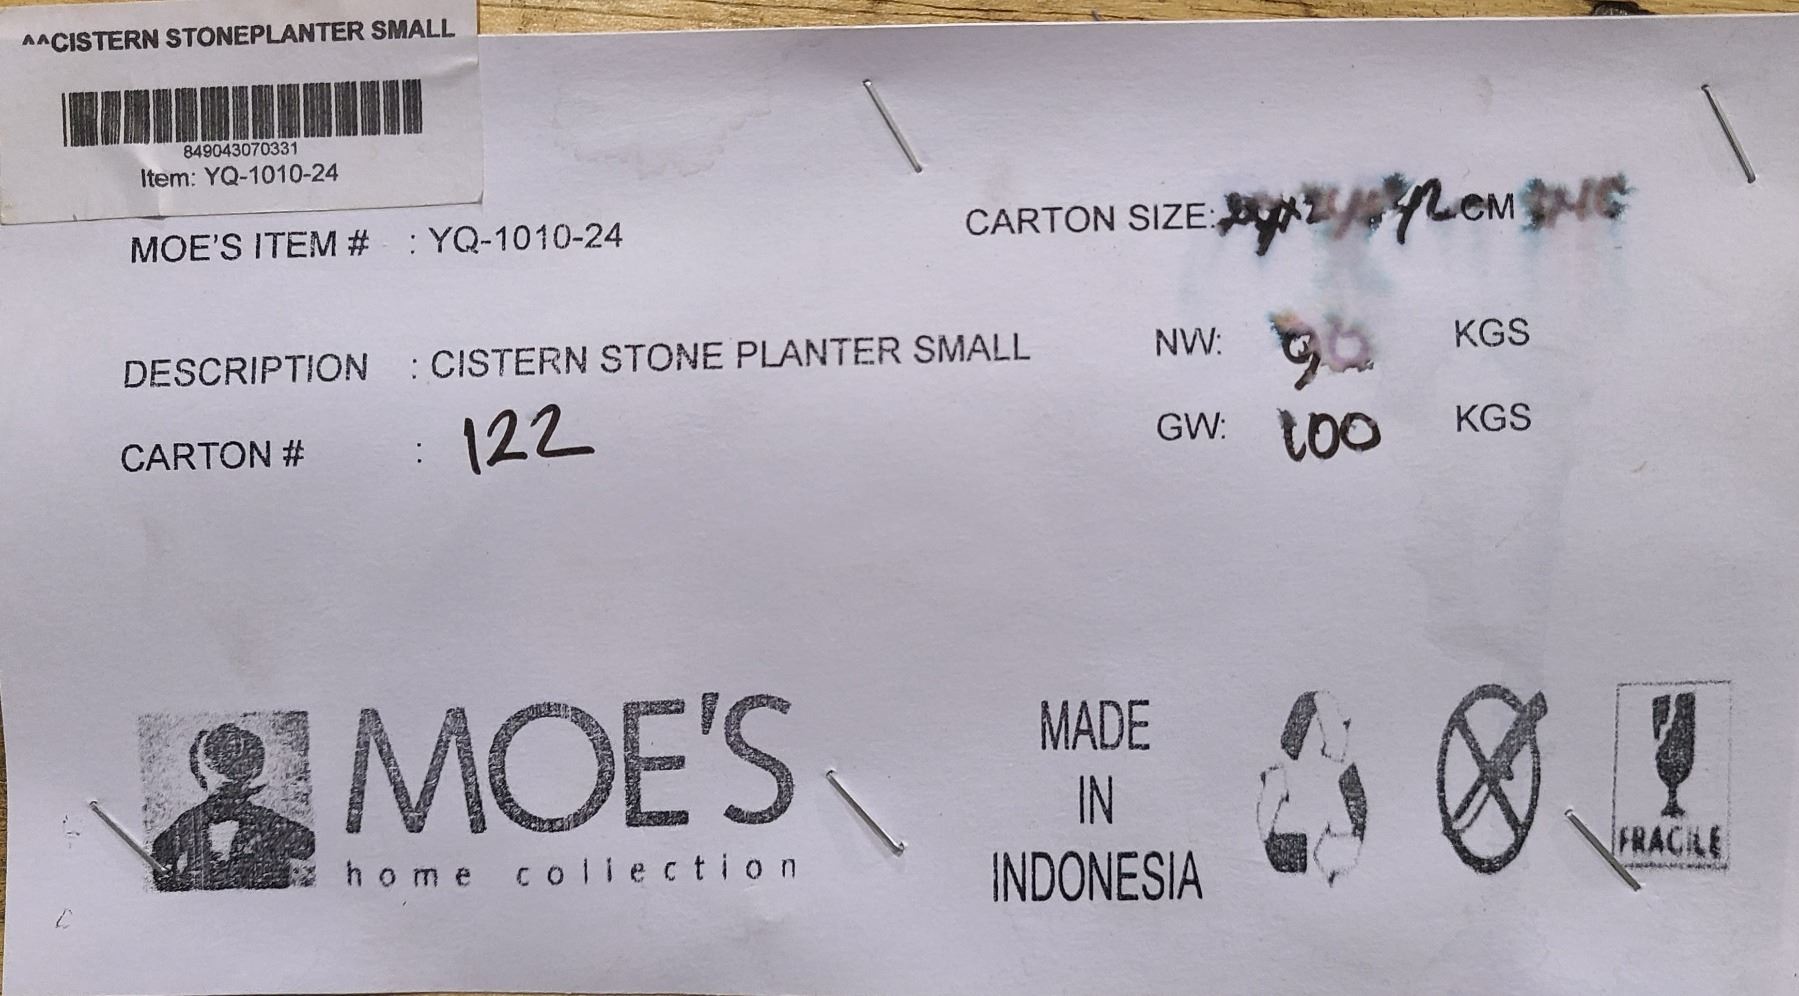 ^^CISTERN STONEPLANTER SMALL
849043070331
Item: YQ-1010-24
MOE'S ITEM # : YQ-1010-24
CARTON SIZE: CM
DESCRIPTION : CISTERN STONE PLANTER SMALL
NW: 90 KGS
CARTON # : 122
GW: 100 KGS
MOE'S
home collection
MADE
IN
INDONESIA
FRAGILE